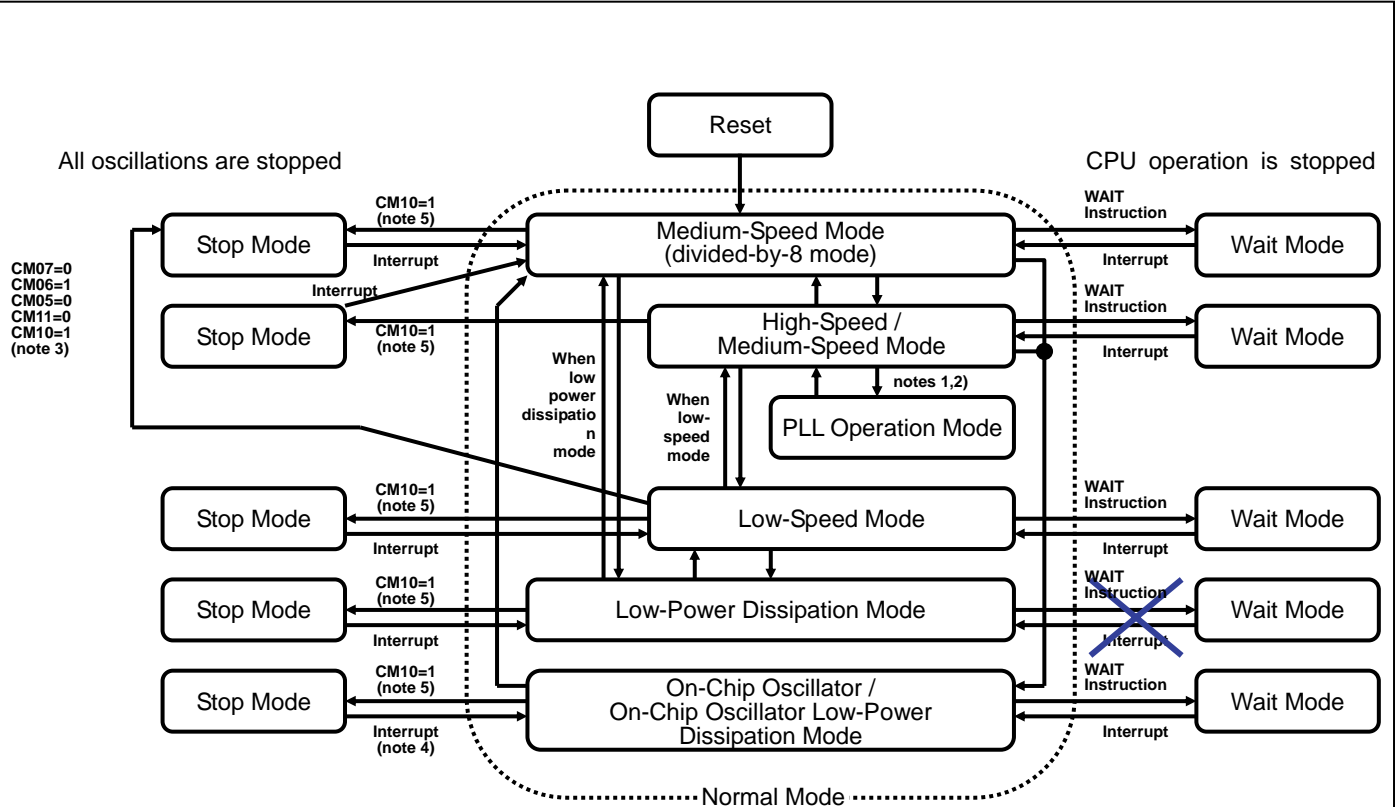 Reset
All oscillations are stopped
CPU operation is stopped
CM10=1
(note 5)
Stop Mode
Interrupt
Medium-Speed Mode
(divided-by-8 mode)
WAIT
Instruction
Wait Mode
Interrupt
CM07=0
CM06=1
CM05=0
CM11=0
CM10=1
(note 3)
Interrupt
Stop Mode
CM10=1
(note 5)
High-Speed /
Medium-Speed Mode
WAIT
Instruction
Wait Mode
Interrupt
When
low
power
dissipatio
n
mode
When
low-
speed
mode
notes 1,2)
PLL Operation Mode
CM10=1
(note 5)
Stop Mode
Interrupt
Low-Speed Mode
WAIT
Instruction
Wait Mode
Interrupt
CM10=1
(note 5)
Stop Mode
Interrupt
Low-Power Dissipation Mode
WAIT
Instruction
Wait Mode
Interrupt
CM10=1
(note 5)
Stop Mode
Interrupt
(note 4)
On-Chip Oscillator /
On-Chip Oscillator Low-Power
Dissipation Mode
WAIT
Instruction
Wait Mode
Interrupt
Normal Mode